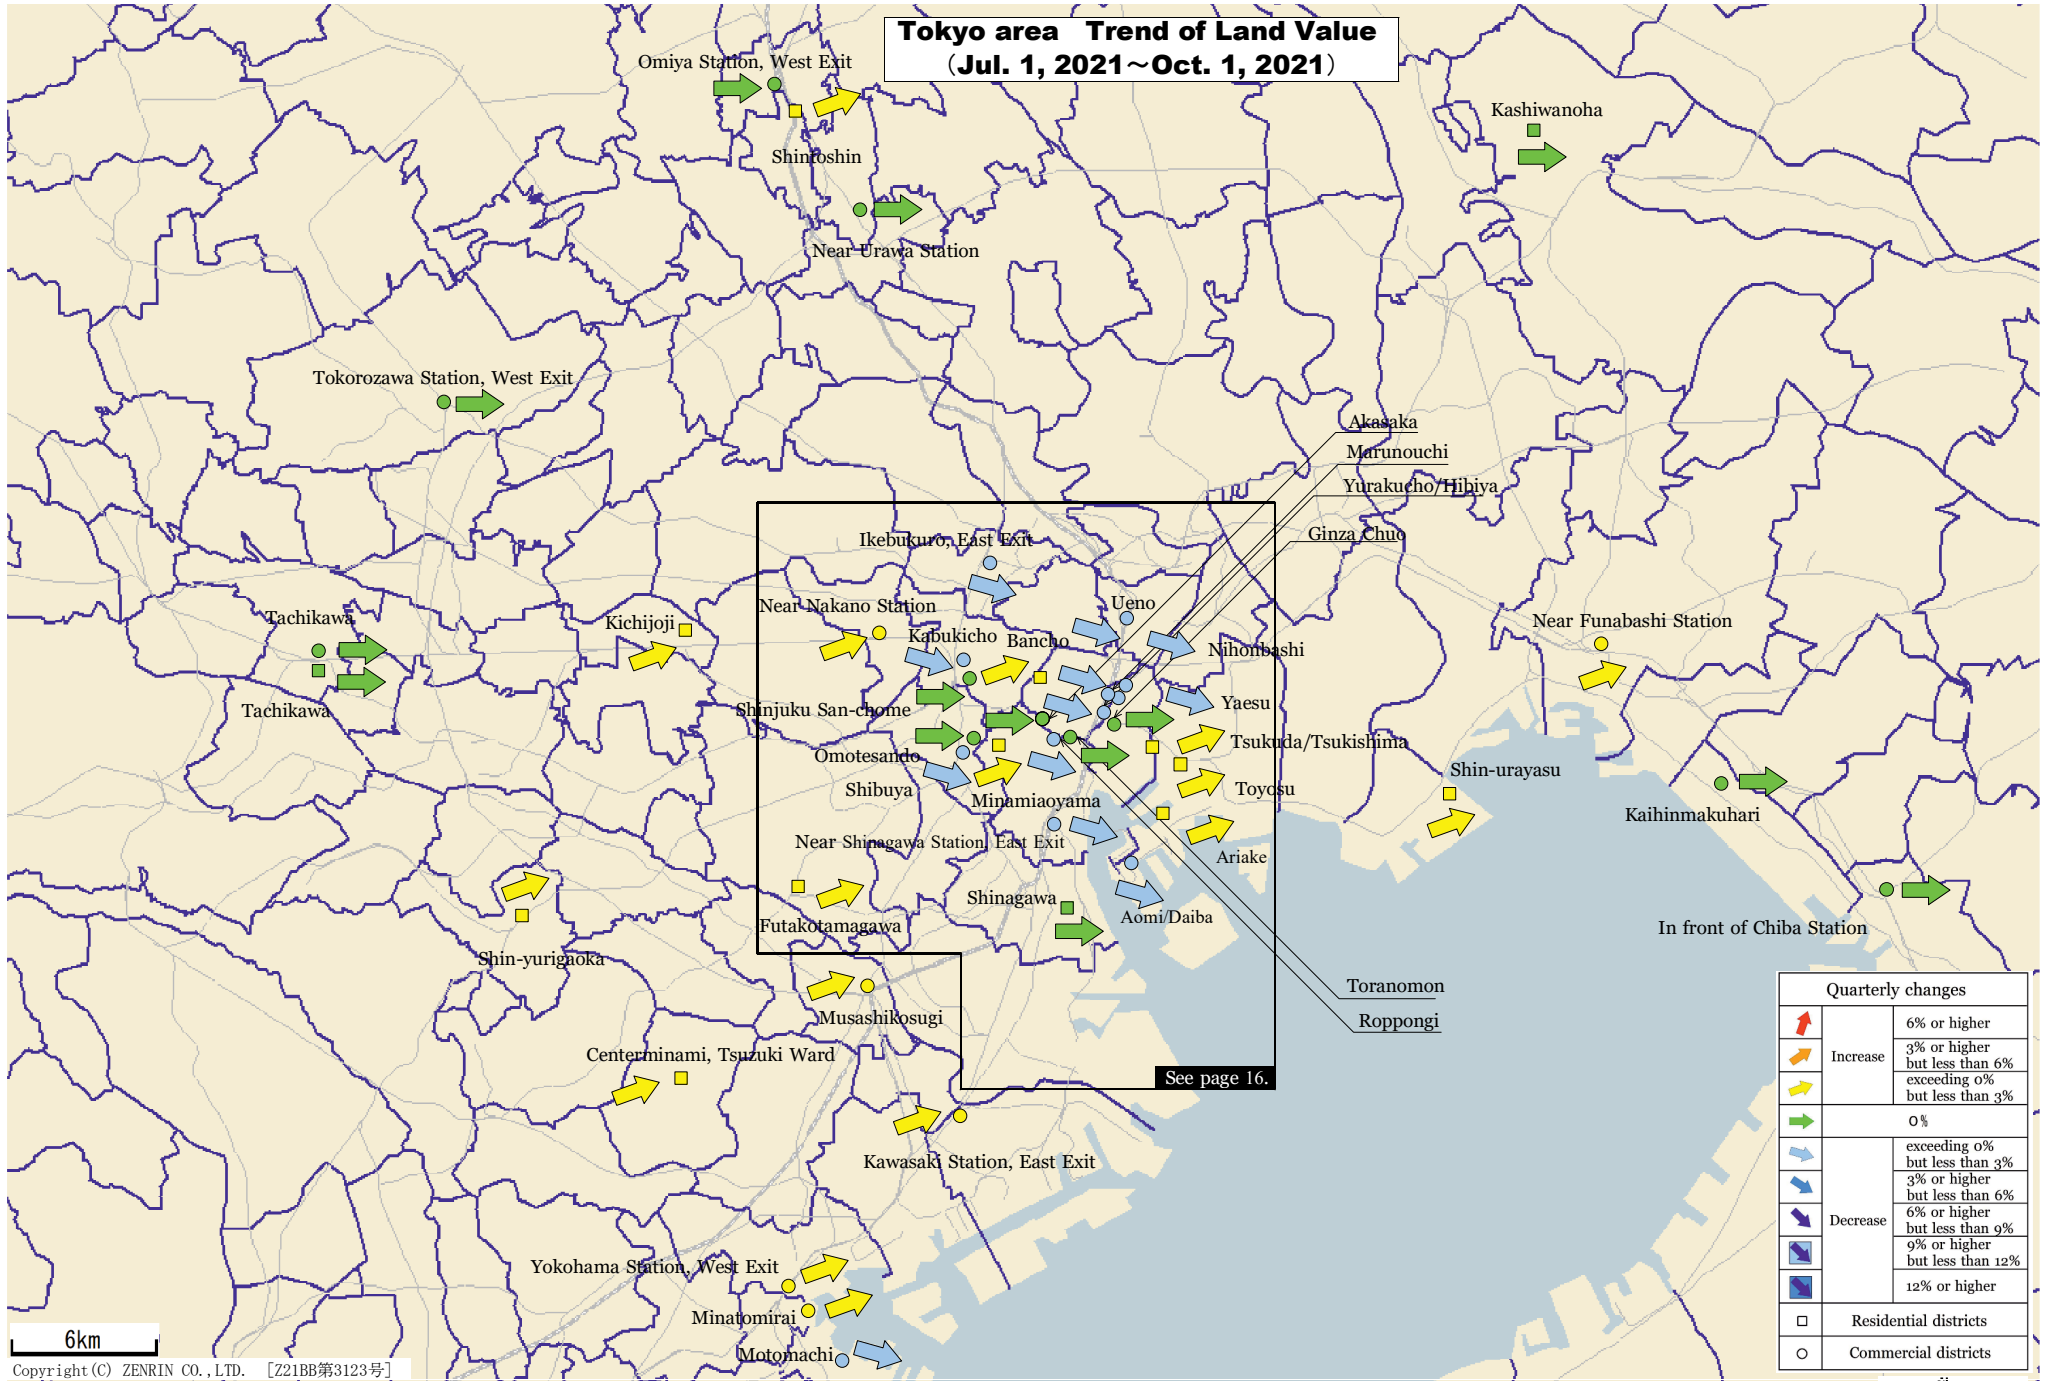 Tokyo area Trend of Land Value
（Jul. 1, 2021～Oct. 1, 2021）
Omiya Station, West Exit
Shintoshin
Near Urawa Station
Kashiwanoha
Tokorozawa Station, West Exit
Akasaka
Marunouchi
Yurakucho/Hibiya
Ginza Chuo
Ikebukuro, East Exit
Near Nakano Station
Ueno
Tachikawa
Kichijoji
Kabukicho
Bancho
Nihonbashi
Near Funabashi Station
Tachikawa
Shinjuku San-chome
Yaesu
Omotesando
Tsukuda/Tsukishima
Shibuya
Minamiaoyama
Toyosu
Shin-urayasu
Kaihinmakuhari
Near Shinagawa Station, East Exit
Ariake
Shinagawa
Aomi/Daiba
Futakotamagawa
In front of Chiba Station
Shin-yurigaoka
Toranomon
Musashikosugi
Roppongi
Centerminami, Tsuzuki Ward
See page 16.
Kawasaki Station, East Exit
Yokohama Station, West Exit
Minatomirai
Motomachi
Quarterly changes
Increase
6% or higher
3% or higher
but less than 6%
exceeding 0%
but less than 3%
0%
Decrease
exceeding 0%
but less than 3%
3% or higher
but less than 6%
6% or higher
but less than 9%
9% or higher
but less than 12%
12% or higher
Residential districts
Commercial districts
6km
Copyright(C) ZENRIN CO.,LTD. [Z21BB第3123号]